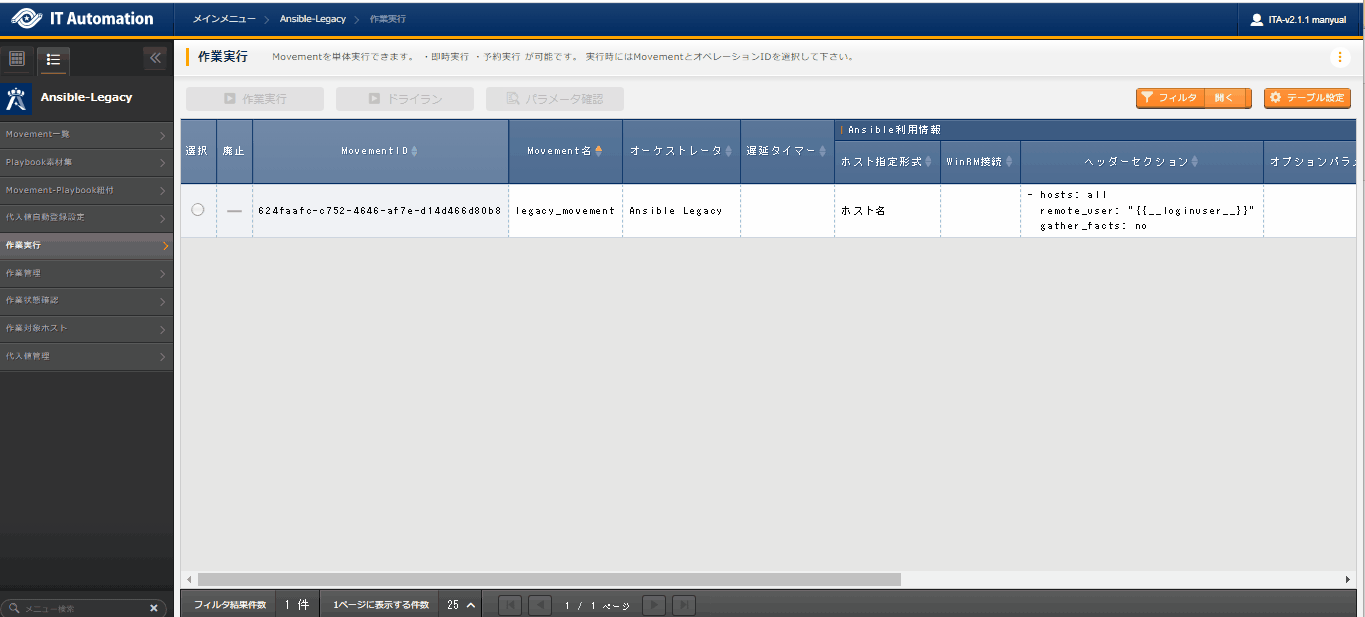 IT Automation
メインメニュー > Ansible-Legacy > 作業実行
ITA-v2.1.1 manyual
Ansible-Legacy
Movement一覧
Playbook素材集
Movement-Playbook紐付
代入値自動登録設定
作業実行
作業管理
作業状態確認
作業対象ホスト
代入値管理
メニュー検索
作業実行
Movementを単体実行できます。 ・即時実行 ・予約実行 が可能です。 実行時にはMovementとオペレーションIDを選択して下さい。
作業実行 ドライラン パラメータ確認
フィルタ 開く テーブル設定
Ansible利用情報
選択 廃止 MovementID Movement名 オーケストレータ 遅延タイマー
ホスト指定形式 WinRM接続 ヘッダーセクション オプションパラ
624faafc-c752-4646-af7e-d14d466d80b8 legacy_movement Ansible Legacy ホスト名
- hosts: all
remote_user: "{{__loginuser__}}"
gather_facts: no
フィルタ結果件数 1 件 1ページに表示する件数 25 1 / 1 ページ